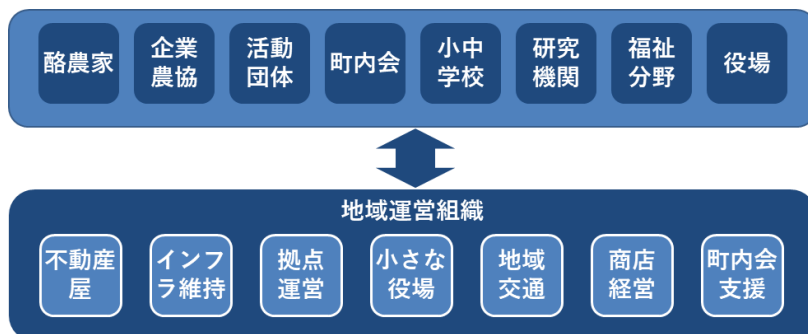 酪農家
企業
農協
活動
団体
町内会
小中
学校
研究
機関
福祉
分野
役場
地域運営組織
不動産
屋
インフ
ラ維持
拠点
運営
小さな
役場
地域
交通
商店
経営
町内会
支援